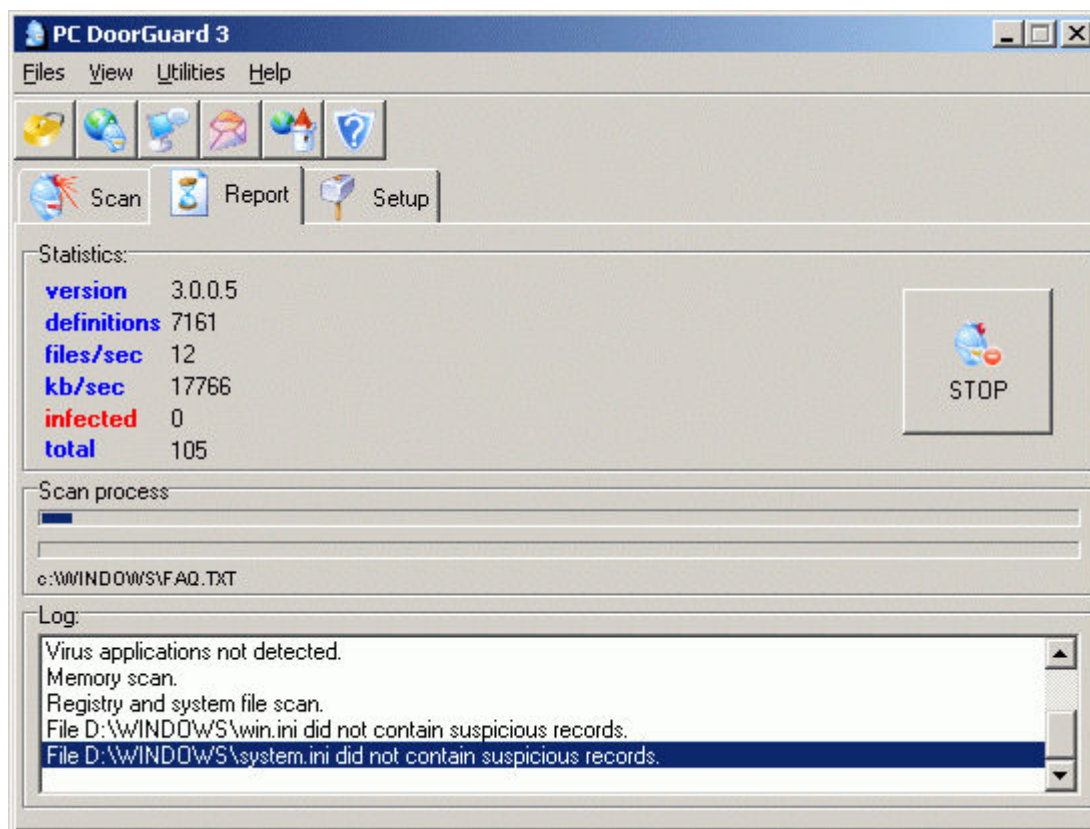 PC DoorGuard 3
Files View Utilities Help
Scan Report Setup
Statistics:
version 3.0.0.5
definitions 7161
files/sec 12
kb/sec 17766
infected 0
total 105
STOP
Scan process
c:\WINDOWS\FAQ.TXT
Log:
Virus applications not detected.
Memory scan.
Registry and system file scan.
File D:\WINDOWS\win.ini did not contain suspicious records.
File D:\WINDOWS\system.ini did not contain suspicious records.